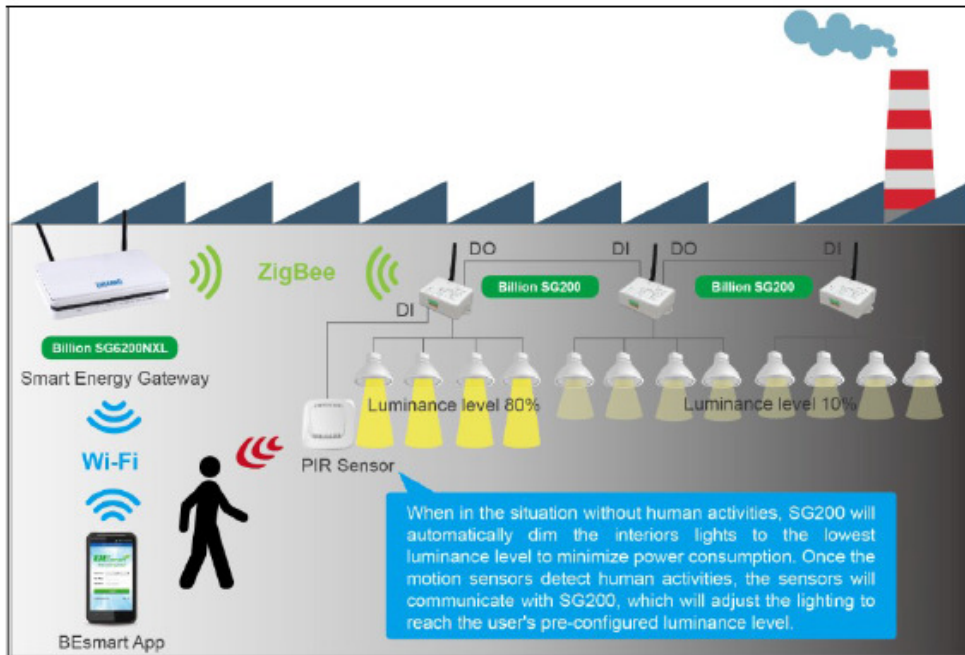 DO
DI
DO
DI
ZigBee
Billion SG200
Billion SG200
DI
Billion SG6200NXL
Smart Energy Gateway
Luminance level 80%
Luminance level 10%
Wi-Fi
PIR Sensor
When in the situation without human activities, SG200 will
automatically dim the interiors lights to the lowest
luminance level to minimize power consumption. Once the
motion sensors detect human activities, the sensors will
communicate with SG200, which will adjust the lighting to
reach the user's pre-configured luminance level.
BEsmart App